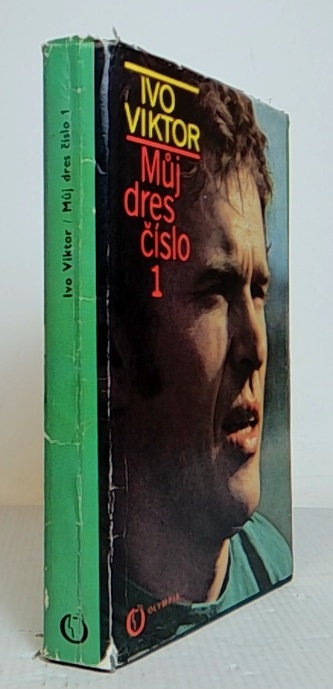 Ivo Viktor / Můj dres číslo 1
IVO
VIKTOR
Můj
dres
číslo
1
OLYMPIA